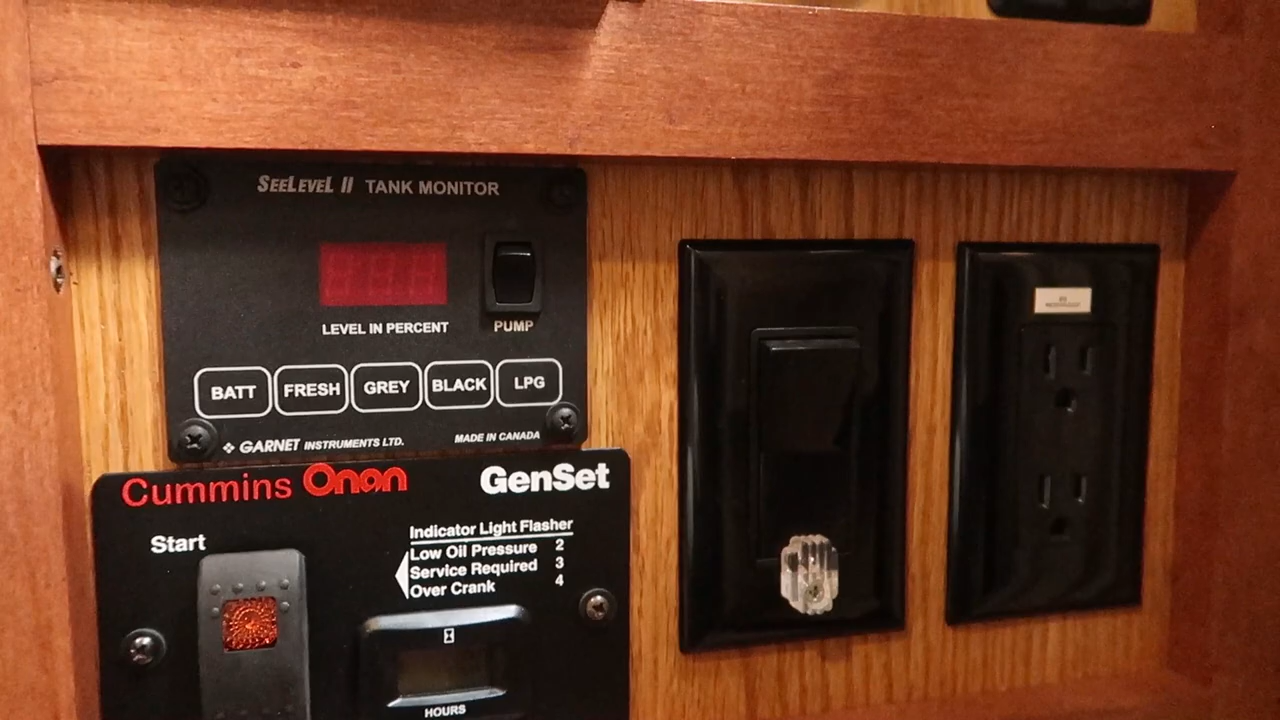 SEELEVEL II TANK MONITOR
LEVEL IN PERCENT
PUMP
BATT FRESH GREY BLACK LPG
GARNET INSTRUMENTS LTD. MADE IN CANADA
Cummins Onan GenSet
Start
Indicator Light Flasher
Low Oil Pressure 2
Service Required 3
Over Crank 4
HOURS